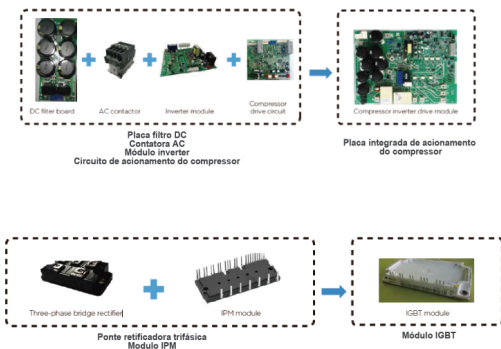 DC filter board
AC contactor
Inverter module
Compressor
drive circuit
Compressor inverter drive module
Placa filtro DC
Contatora AC
Módulo inverter
Circuito de acionamento do compressor
Placa integrada de acionamento
do compressor
Three-phase bridge rectifier
IPM module
IGBT module
Ponte retificadora trifásica
Modulo IPM
Módulo IGBT